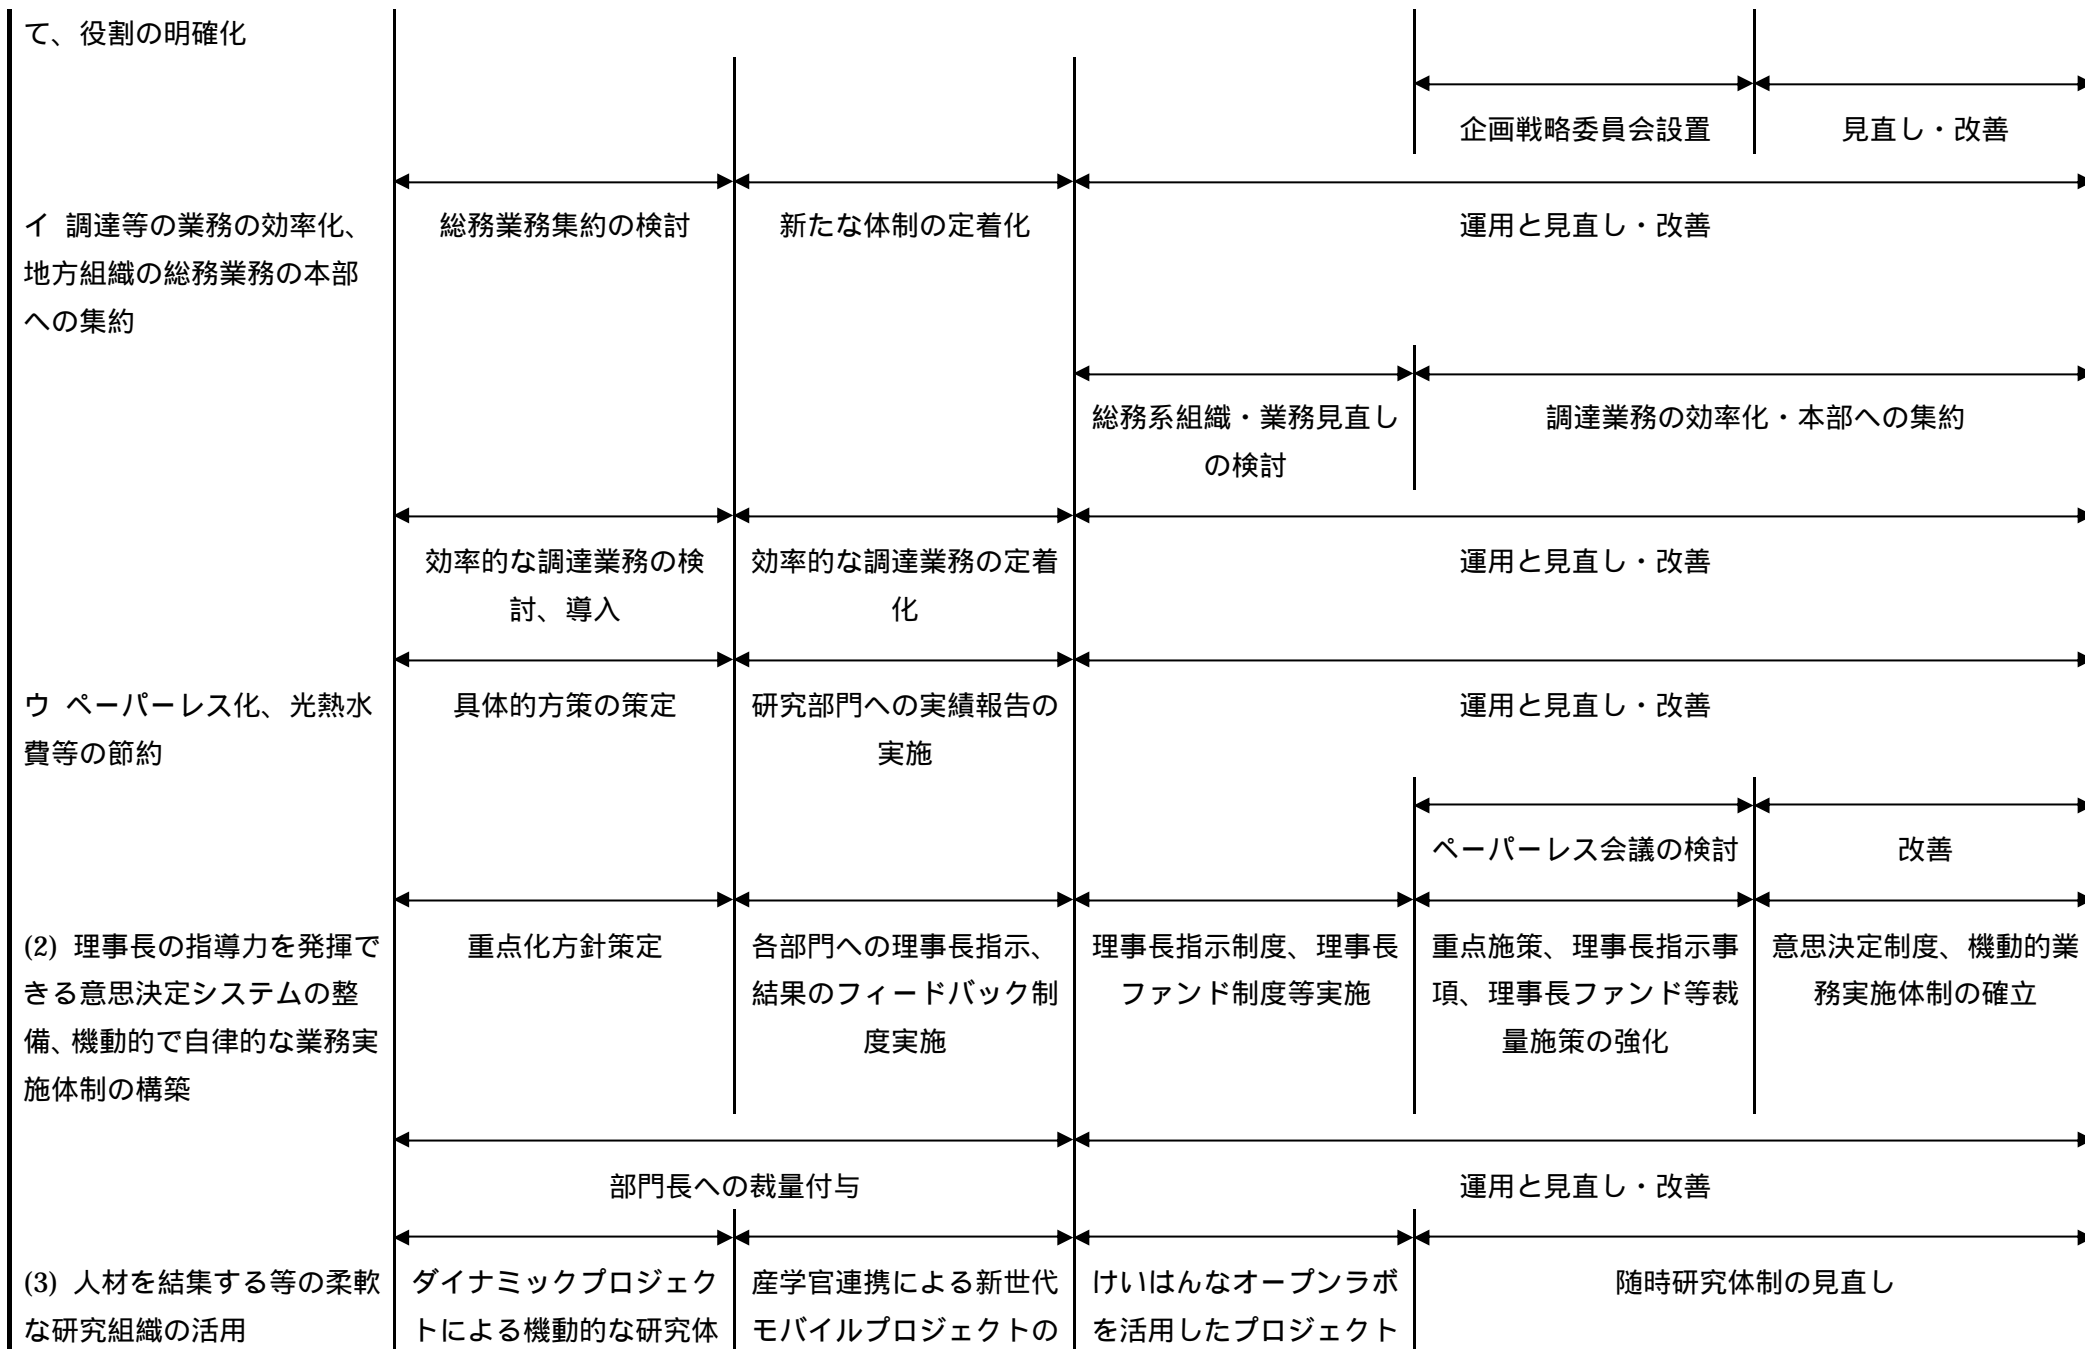 て、役割の明確化
企画戦略委員会設置
見直し・改善
イ 調達等の業務の効率化、
地方組織の総務業務の本部
への集約
総務業務集約の検討
新たな体制の定着化
運用と見直し・改善
総務系組織・業務見直し
の検討
調達業務の効率化・本部への集約
効率的な調達業務の検
討、導入
効率的な調達業務の定着
化
運用と見直し・改善
ウ ペーパーレス化、光熱水
費等の節約
具体的方策の策定
研究部門への実績報告の
実施
運用と見直し・改善
ペーパーレス会議の検討
改善
(2) 理事長の指導力を発揮で
きる意思決定システムの整
備、機動的で自律的な業務実
施体制の構築
重点化方針策定
各部門への理事長指示、
結果のフィードバック制
度実施
理事長指示制度、理事長
ファンド制度等実施
重点施策、理事長指示事
項、理事長ファンド等裁
量施策の強化
意思決定制度、機動的業
務実施体制の確立
部門長への裁量付与
運用と見直し・改善
(3) 人材を結集する等の柔軟
な研究組織の活用
ダイナミックプロジェク
トによる機動的な研究体
産学官連携による新世代
モバイルプロジェクトの
けいはんなオープンラボ
を活用したプロジェクト
随時研究体制の見直し